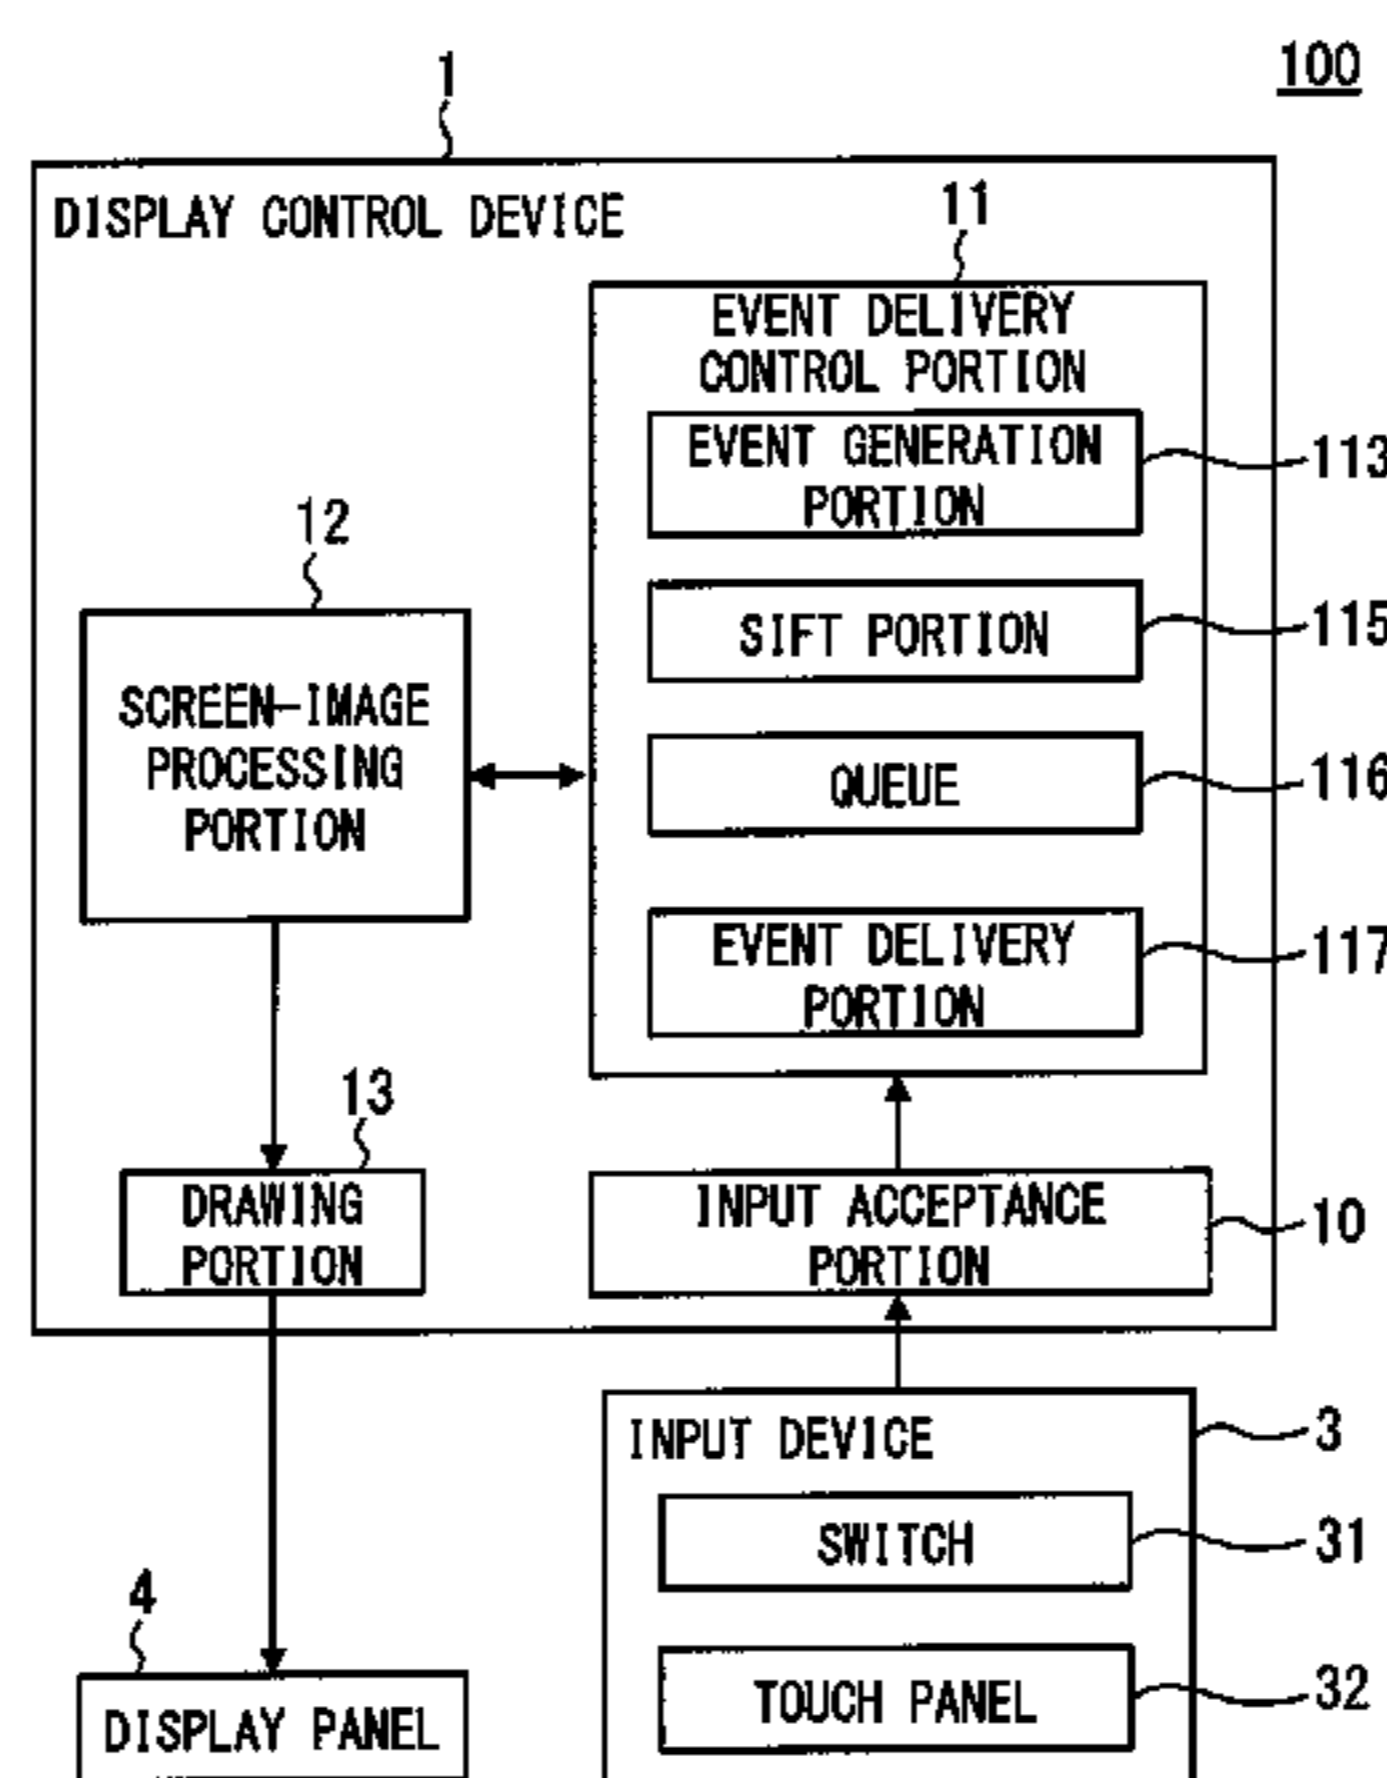 100
1
DISPLAY CONTROL DEVICE
11
EVENT DELIVERY
CONTROL PORTION
EVENT GENERATION
PORTION
113
12
SIFT PORTION
115
SCREEN-IMAGE
PROCESSING
PORTION
QUEUE
116
EVENT DELIVERY
PORTION
117
13
DRAWING
PORTION
INPUT ACCEPTANCE
PORTION
10
INPUT DEVICE
3
SWITCH
31
4
DISPLAY PANEL
TOUCH PANEL
32